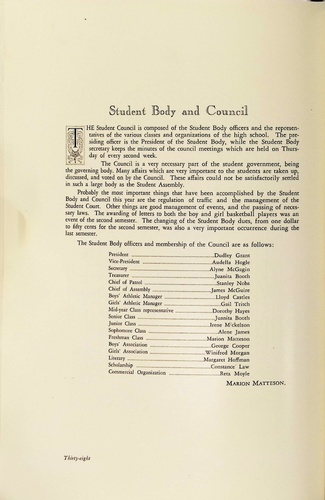 Student Body and Council
THE Student Council is composed of the Student Body officers and the represen-
tatives of the various classes and organizations of the high school. The pre-
siding officer is the President of the Student Body, while the Student Body
secretary keeps the minutes of the council meetings which are held on Thurs-
day of every second week.
The Council is a very necessary part of the student government, being
the governing body. Many affairs which are very important to the students are taken up,
discussed, and voted on by the Council. These affairs could not be satisfactorily settled
in such a large body as the Student Assembly.
Probably the most important things that have been accomplished by the Student
Body and Council this year are the regulation of traffic and the management of the
Student Court. Other things are good management of events, and the passing of neces-
sary laws. The awarding of letters to both the boy and girl basketball players was an
event of the second semester. The changing of the Student Body dues, from one dollar
to fifty cents for the second semester, was also a very important occurrence during the
last semester.
The Student Body officers and membership of the Council are as follows:
President Dudley Grant
Vice-President Audella Hogle
Secretary Alyne McGugin
Treasurer Juanita Booth
Chief of Patrol Stanley Nobe
Chief of Assembly James McGuire
Boys' Athletic Manager Lloyd Castles
Girls' Athletic Manager Gail Tritch
Mid-year Class representative Dorothy Hayes
Senior Class Juanita Booth
Junior Class Irene Mickelson
Sophomore Class Alene James
Freshman Class Marion Matteson
Boys' Association George Cooper
Girls' Association Winifred Morgan
Literary Margaret Hoffman
Scholarship Constance Law
Commercial Organization Reta Moyle
MARION MATTESON.
Thirty-eight